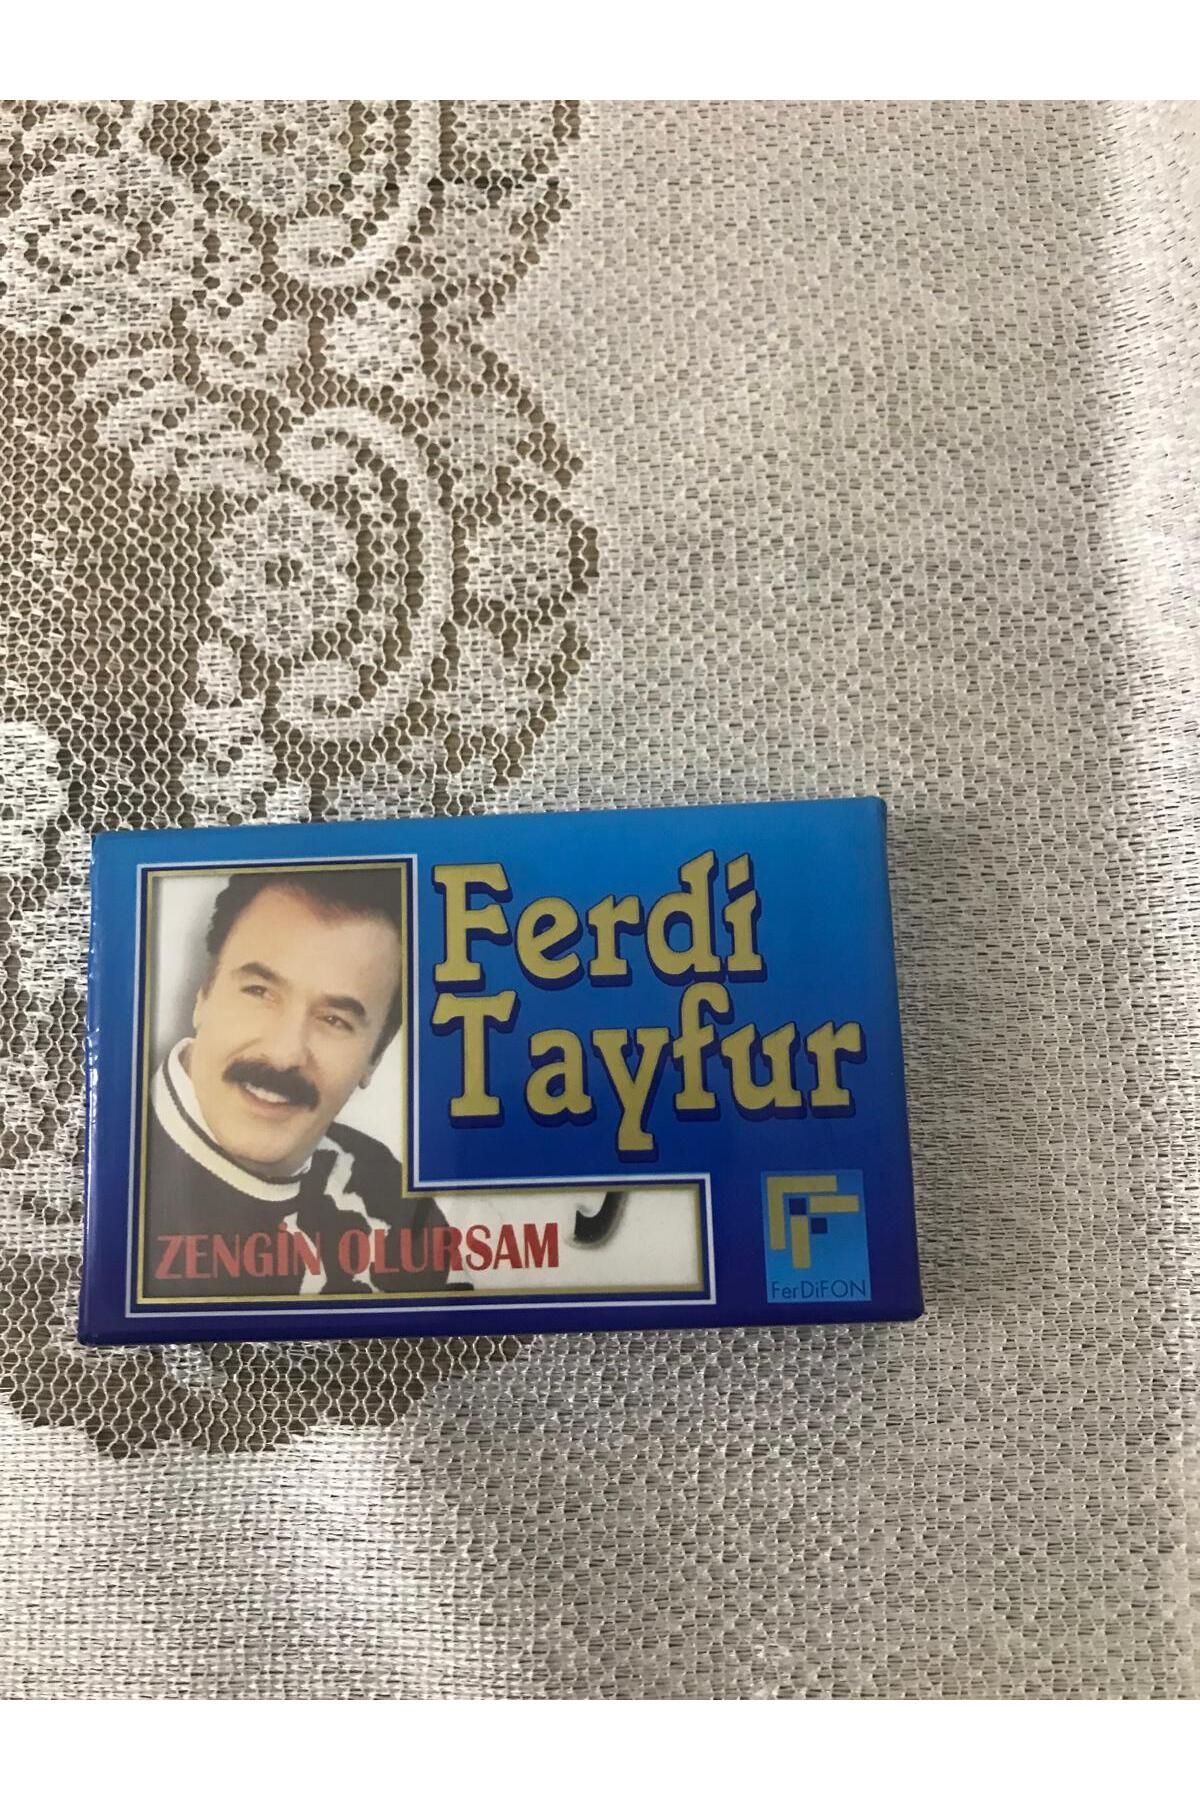 Ferdi
Tayfur
ZENGİN OLURSAM
FerDiFON